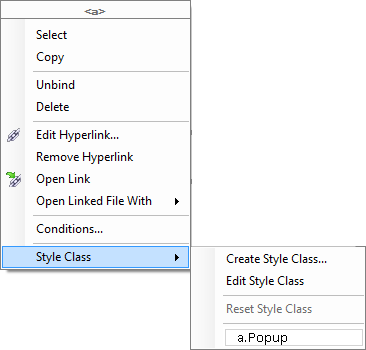 <a>
Select
Copy
Unbind
Delete
Edit Hyperlink...
Remove Hyperlink
Open Link
Open Linked File With
Conditions...
Style Class
Create Style Class...
Edit Style Class
Reset Style Class
a.Popup